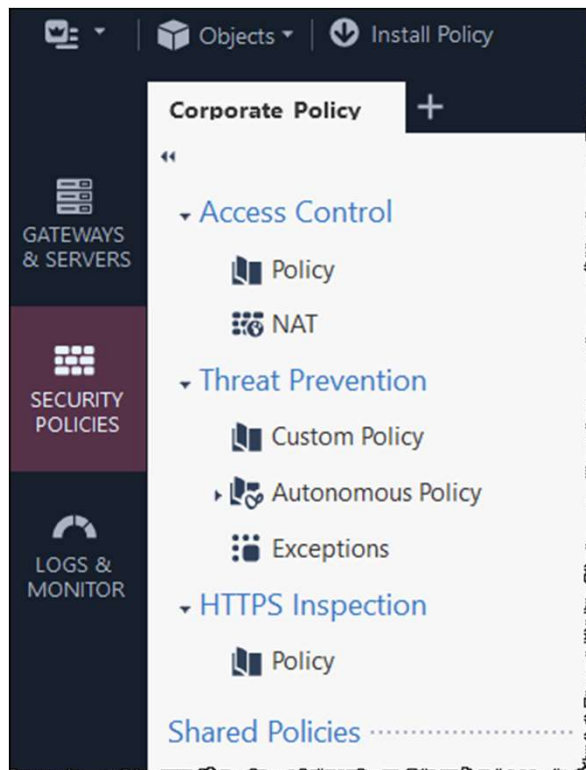 Objects
Install Policy
Corporate Policy
GATEWAYS
& SERVERS
Access Control
Policy
NAT
Threat Prevention
SECURITY
POLICIES
Custom Policy
Autonomous Policy
Exceptions
LOGS &
MONITOR
HTTPS Inspection
Policy
Shared Policies